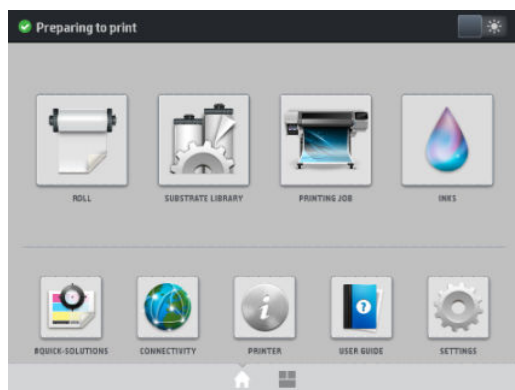 Preparing to print
ROLL
SUBSTRATE LIBRARY
PRINTING JOB
INKS
#QUICK-SOLUTIONS
CONNECTIVITY
PRINTER
USER GUIDE
SETTINGS